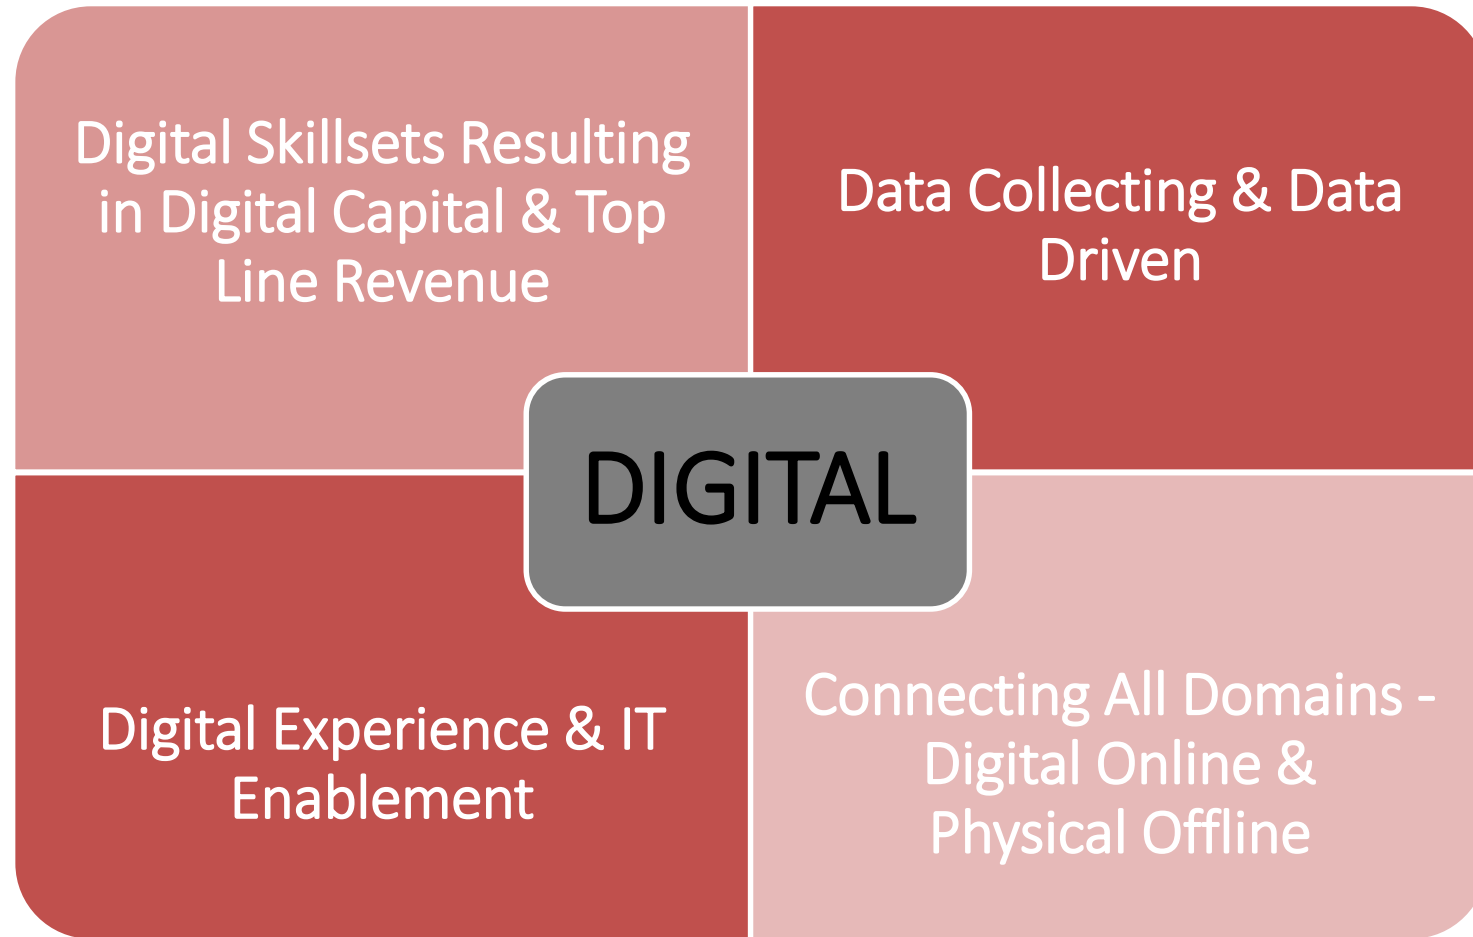 Digital Skillsets Resulting
in Digital Capital & Top
Line Revenue
Data Collecting & Data
Driven
DIGITAL
Digital Experience & IT
Enablement
Connecting All Domains -
Digital Online &
Physical Offline